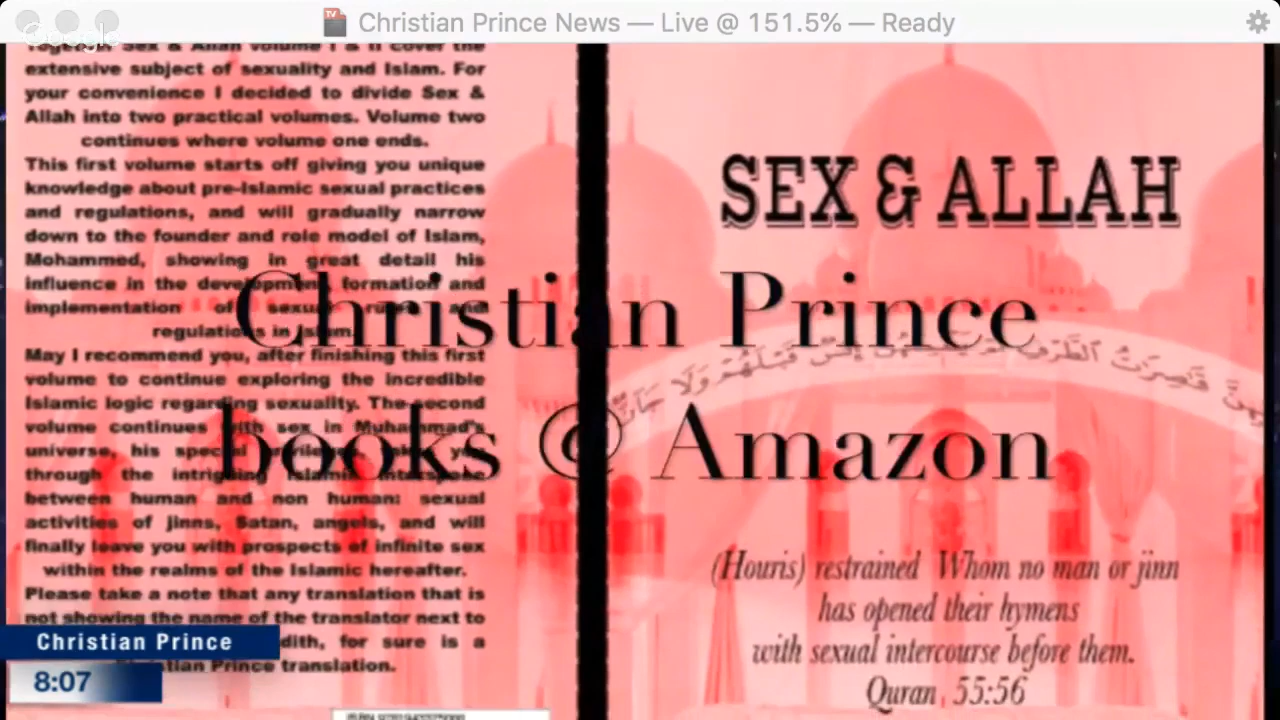 Christian Prince News — Live @ 151.5% — Ready
Google
Together Sex & Allah volume I & II cover the
extensive subject of sexuality and Islam. For
your convenience I decided to divide Sex &
Allah into two practical volumes. Volume two
continues where volume one ends.
This first volume starts off giving you unique
knowledge about pre-Islamic sexual practices
and regulations, and will gradually narrow
down to the founder and role model of Islam,
Mohammed, showing in great detail his
influence in the development, formation and
implementation of sexual rules and
regulations in Islam.
May I recommend you, after finishing this first
volume to continue exploring the incredible
Islamic logic regarding sexuality. The second
volume continues with sex in Muhammad's
universe, his special privileges, you
through the intriguing Islamic
between human and non human: sexual
activities of jinns, Satan, angels, and will
finally leave you with prospects of infinite sex
within the realms of the Islamic hereafter.
Please take a note that any translation that is
not showing the name of the translator next to
dith, for sure is a
tian Prince translation.
SEX & ALLAH
Christian Prince
books @ Amazon
(Houris) restrained Whom no man or jinn
has opened their hymens
with sexual intercourse before them.
Quran, 55:56
Christian Prince
8:07